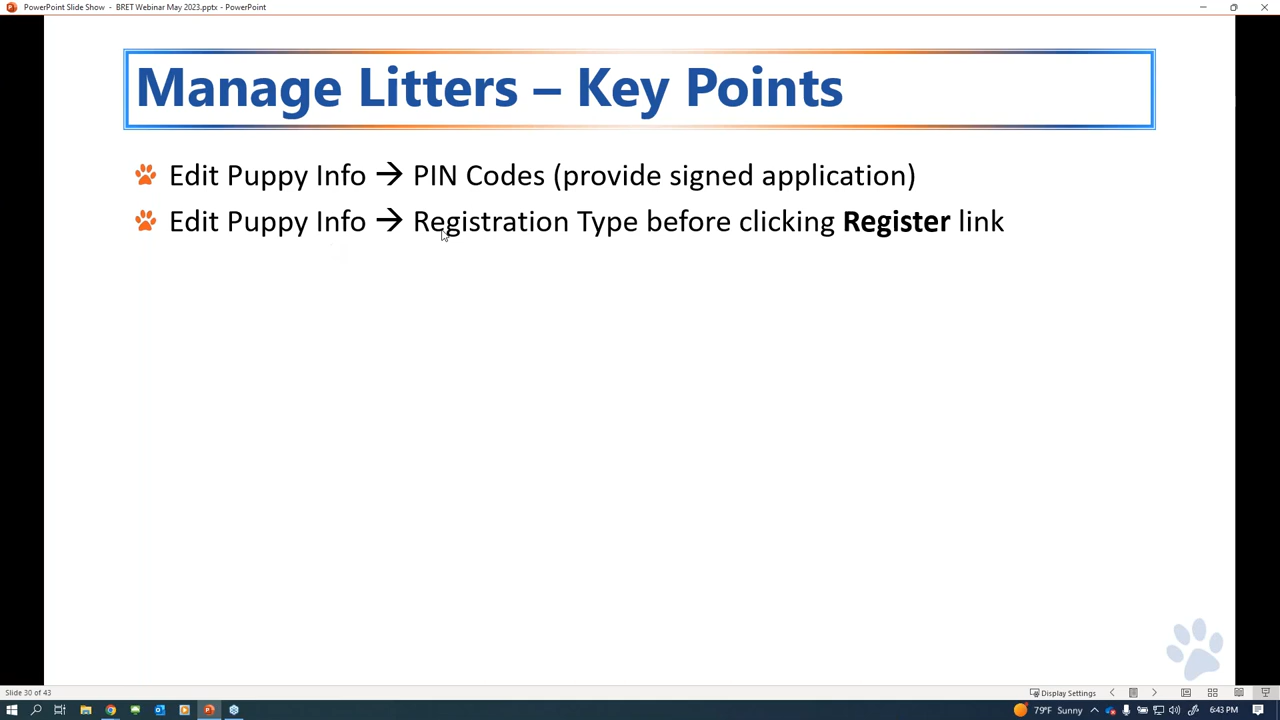 PowerPoint Slide Show - BRET Webinar May 2023.pptx - PowerPoint
Manage Litters – Key Points
Edit Puppy Info → PIN Codes (provide signed application)
Edit Puppy Info → Registration Type before clicking Register link
Slide 30 of 43
Display Settings
79°F Sunny
6:43 PM